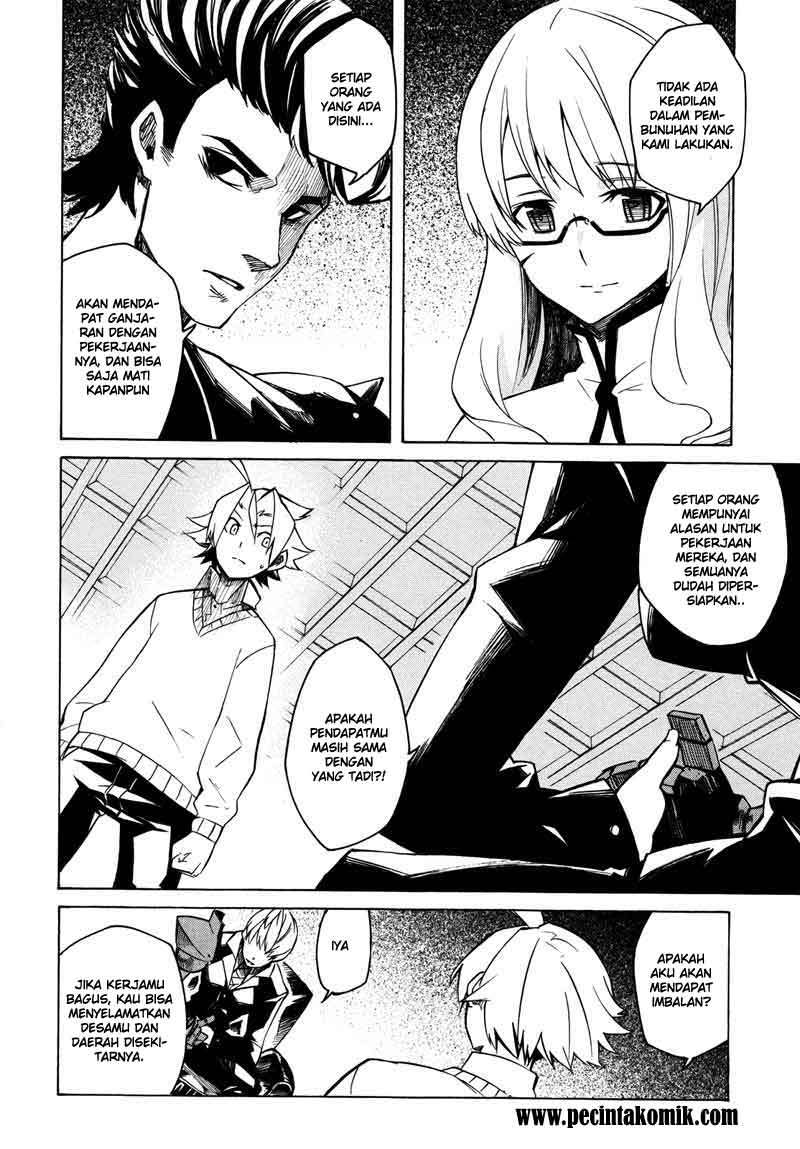 TIDAK ADA
KEADILAN
DALAM PEM-
BUNUHAN YANG
KAMI LAKUKAN.
SETIAP
ORANG
YANG ADA
DISINI...
AKAN MENDA-
PAT GANJA-
RAN DENGAN
PEKERJAAN-
NYA, DAN BISA
SAJA MATI
KAPANPUN
SETIAP ORANG
MEMPUNYAI
ALASAN UNTUK
PEKERJAAN
MEREKA, DAN
SEMUANYA
DUDAH DIPER-
SIAPKAN..
APAKAH
PENDAPATMU
MASIH SAMA
DENGAN
YANG TADI?!
APAKAH
AKU AKAN
MENDAPAT
IMBALAN?
IYA
JIKA KERJAMU
BAGUS, KAU BISA
MENYELAMATKAN
DESAMU DAN
DAERAH DISEKI-
TARNYA.
www.pecintakomik.com